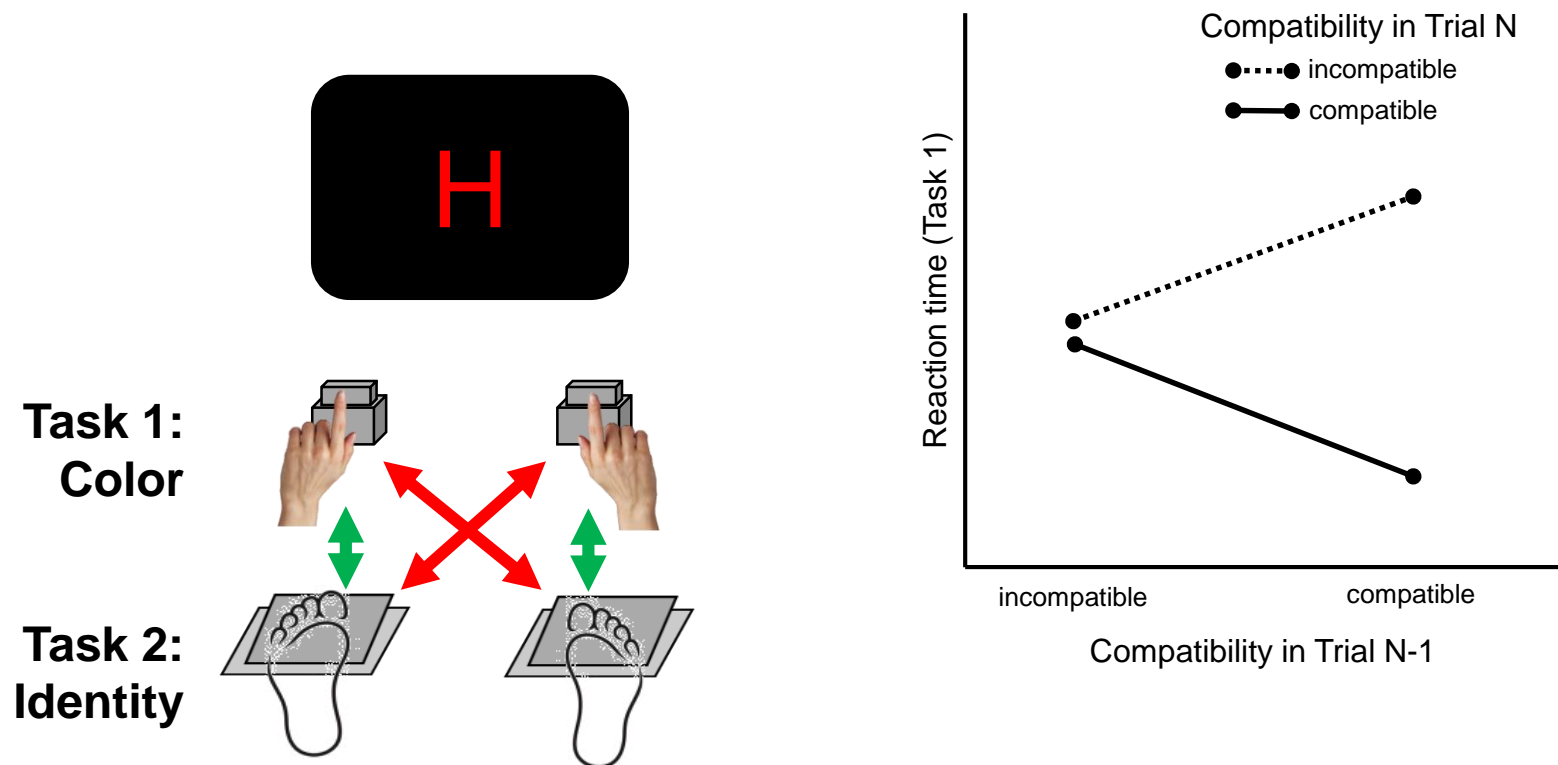 H
Task 1:
Color
Task 2:
Identity
Compatibility in Trial N
incompatible
compatible
Reaction time (Task 1)
incompatible
compatible
Compatibility in Trial N-1